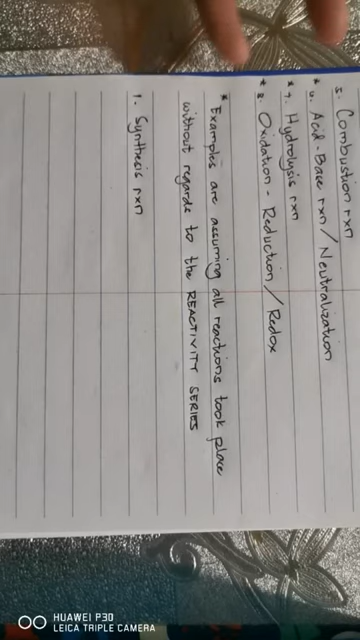 5. Combustion rxn
* 6. Acid-Base rxn / Neutralization
* 7. Hydrolysis rxn
* 8. Oxidation - Reduction / Redox
* Examples are assuming all reactions took place
without regards to the REACTIVITY SERIES
1. Synthesis rxn
HUAWEI P30
LEICA TRIPLE CAMERA